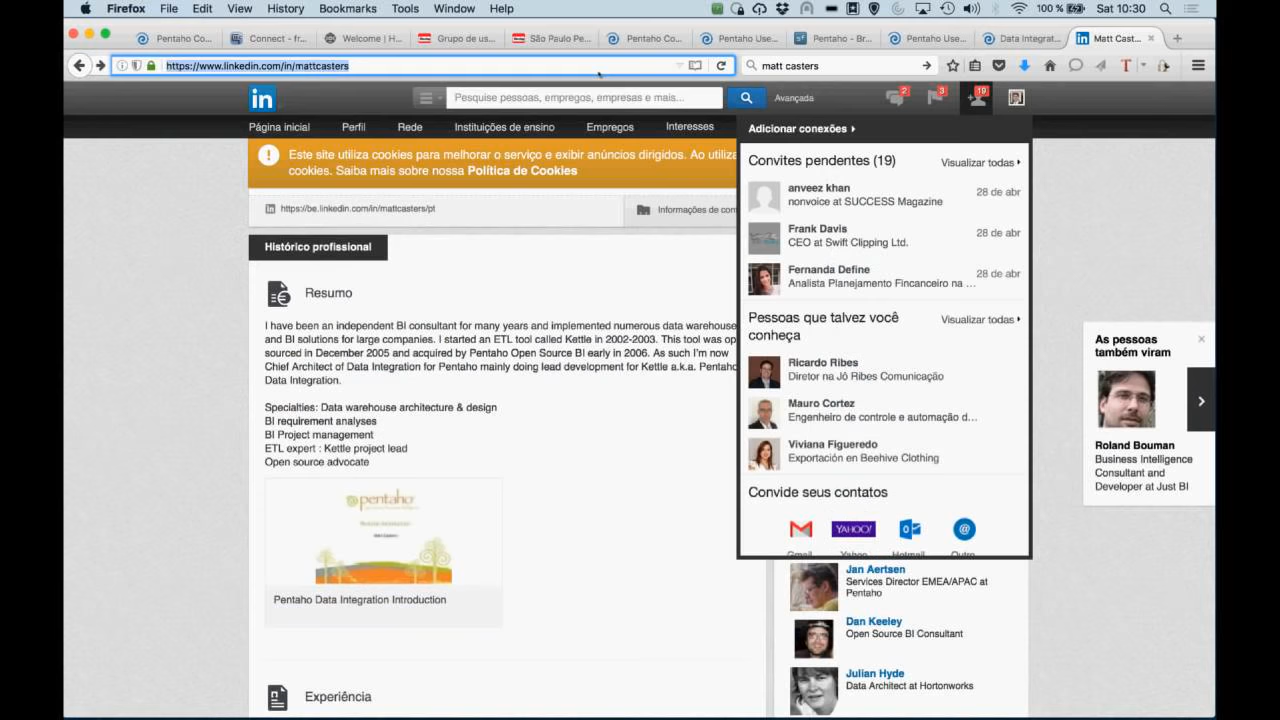 Firefox File Edit View History Bookmarks Tools Window Help
100 % Sat 10:30
Pentaho Co...
Connect - fr...
Welcome | H...
Grupo de us...
São Paulo Pe...
Pentaho Co...
Pentaho Use...
Pentaho - Br...
Pentaho Use...
Data Integrat...
Matt Cast...
https://www.linkedin.com/in/mattcasters
matt casters
in
Pesquise pessoas, empregos, empresas e mais...
Avançada
2
3
19
Página inicial Perfil Rede Instituições de ensino Empregos Interesses
Este site utiliza cookies para melhorar o serviço e exibir anúncios dirigidos. Ao utiliza
cookies. Saiba mais sobre nossa Política de Cookies
https://be.linkedin.com/in/mattcasters/pt
Informações de con
Histórico profissional
Resumo
I have been an independent BI consultant for many years and implemented numerous data warehouse
and BI solutions for large companies. I started an ETL tool called Kettle in 2002-2003. This tool was op
sourced in December 2005 and acquired by Pentaho Open Source BI early in 2006. As such I'm now
Chief Architect of Data Integration for Pentaho mainly doing lead development for Kettle a.k.a. Pentaho
Data Integration.
Specialties: Data warehouse architecture & design
BI requirement analyses
BI Project management
ETL expert : Kettle project lead
Open source advocate
pentaho
Pentaho Data Integration Introduction
Experiência
Adicionar conexões
Convites pendentes (19)
Visualizar todas
anveez khan
28 de abr
nonvoice at SUCCESS Magazine
Frank Davis
28 de abr
CEO at Swift Clipping Ltd.
Fernanda Define
28 de abr
Analista Planejamento Fincanceiro na ...
Pessoas que talvez você
conheça
Visualizar todas
Ricardo Ribes
Diretor na Jô Ribes Comunicação
Mauro Cortez
Engenheiro de controle e automação d...
Viviana Figueredo
Exportación en Beehive Clothing
Convide seus contatos
YAHOO!
Gmail Yahoo Hotmail Outro
Jan Aertsen
Services Director EMEA/APAC at
Pentaho
Dan Keeley
Open Source BI Consultant
Julian Hyde
Data Architect at Hortonworks
As pessoas
também viram
Roland Bouman
Business Intelligence
Consultant and
Developer at Just BI